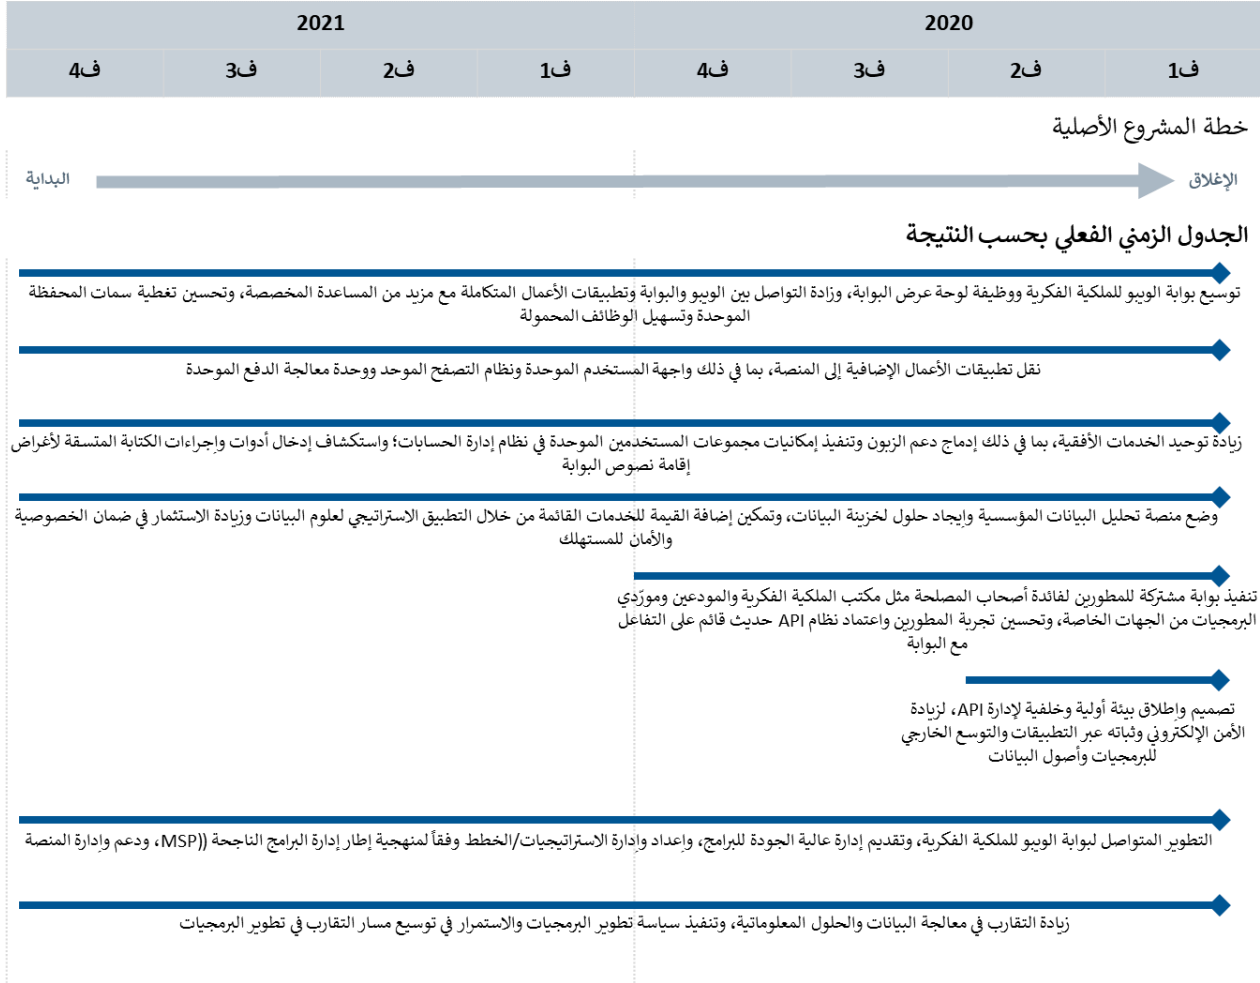 2020 2021
ف1 ف2 ف3 ف4 ف1 ف2 ف3 ف4
خطة المشروع الأصلية
الإغلاق البداية
الجدول الزمني الفعلي بحسب النتيجة
توسيع بوابة الويبو للملكية الفكرية ووظيفة لوحة عرض البوابة، وزادة التواصل بين الويبو والبوابة وتطبيقات الأعمال المتكاملة مع مزيد من المساعدة المخصصة، وتحسين تغطية سمات المحفظة
الموحدة وتسهيل الوظائف المحمولة
نقل تطبيقات الأعمال الإضافية إلى المنصة، بما في ذلك واجهة المستخدم الموحدة ونظام التصفح الموحد ووحدة معالجة الدفع الموحدة
زيادة توحيد الخدمات الأفقية، بما في ذلك إدماج دعم الزبون وتنفيذ إمكانيات مجموعات المستخدمين الموحدة في نظام إدارة الحسابات؛ واستكشاف إدخال أدوات وإجراءات الكتابة المتسقة لأغراض
إقامة نصوص البوابة
وضع منصة تحليل البيانات المؤسسية وإيجاد حلول لخزينة البيانات، وتمكين إضافة القيمة للخدمات القائمة من خلال التطبيق الاستراتيجي لعلوم البيانات وزيادة الاستثمار في ضمان الخصوصية
والأمان للمستهلك
تنفيذ بوابة مشتركة للمطورين لفائدة أصحاب المصلحة مثل مكتب الملكية الفكرية والمودعين ومورّدي
البرمجيات من الجهات الخاصة، وتحسين تجربة المطورين واعتماد نظام API حديث قائم على التفاعل
مع البوابة
تصميم وإطلاق بيئة أولية وخلفية لإدارة API، لزيادة
الأمن الإلكتروني وثباته عبر التطبيقات والتوسع الخارجي
للبرمجيات وأصول البيانات
التطوير المتواصل لبوابة الويبو للملكية الفكرية، وتقديم إدارة عالية الجودة للبرامج، وإعداد وإدارة الاستراتيجيات/الخطط وفقاً لمنهجية إطار إدارة البرامج الناجحة ((MSP، ودعم وإدارة المنصة
زيادة التقارب في معالجة البيانات والحلول المعلوماتية، وتنفيذ سياسة تطوير البرمجيات والاستمرار في توسيع مسار التقارب في تطوير البرمجيات